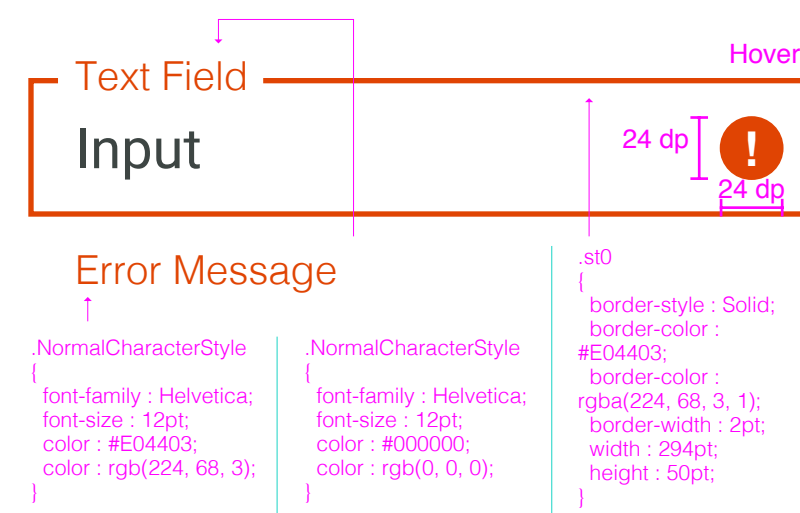 Hover
Text Field
Input
24 dp
!
24 dp
Error Message
.NormalCharacterStyle
{
font-family : Helvetica;
font-size : 12pt;
color : #E04403;
color : rgb(224, 68, 3);
}
.NormalCharacterStyle
{
font-family : Helvetica;
font-size : 12pt;
color : #000000;
color : rgb(0, 0, 0);
}
.st0
{
border-style : Solid;
border-color :
#E04403;
border-color :
rgba(224, 68, 3, 1);
border-width : 2pt;
width : 294pt;
height : 50pt;
}